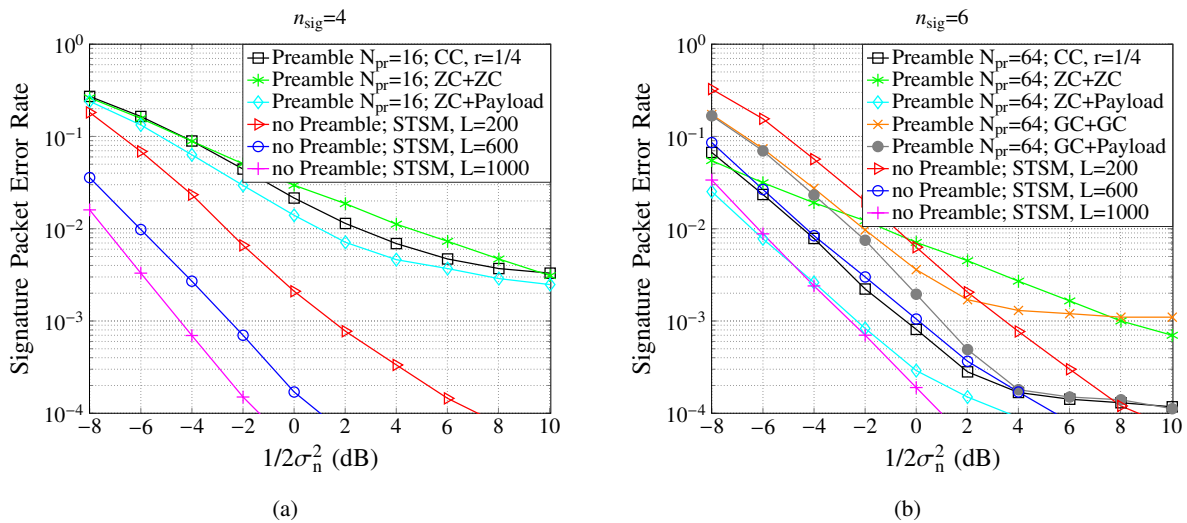 n_sig=4
10^0
10^-1
10^-2
10^-3
10^-4
Signature Packet Error Rate
Preamble N_pr=16; CC, r=1/4
Preamble N_pr=16; ZC+ZC
Preamble N_pr=16; ZC+Payload
no Preamble; STSM, L=200
no Preamble; STSM, L=600
no Preamble; STSM, L=1000
−8 −6 −4 −2 0 2 4 6 8 10
1/2σ_n^2 (dB)
(a)
n_sig=6
10^0
10^-1
10^-2
10^-3
10^-4
Signature Packet Error Rate
Preamble N_pr=64; CC, r=1/4
Preamble N_pr=64; ZC+ZC
Preamble N_pr=64; ZC+Payload
Preamble N_pr=64; GC+GC
Preamble N_pr=64; GC+Payload
no Preamble; STSM, L=200
no Preamble; STSM, L=600
no Preamble; STSM, L=1000
−8 −6 −4 −2 0 2 4 6 8 10
1/2σ_n^2 (dB)
(b)